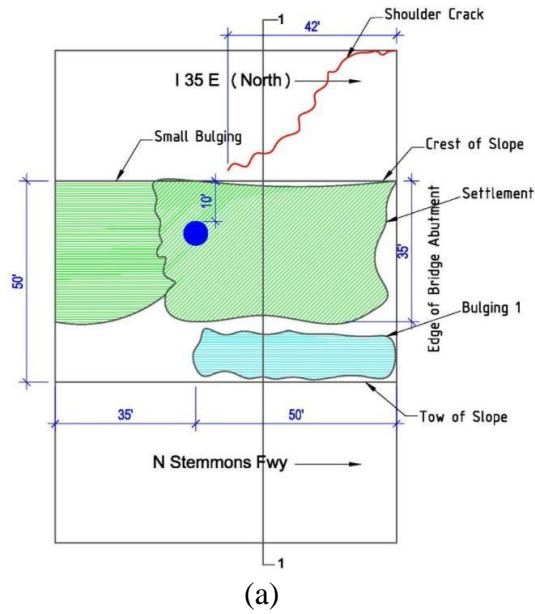 1
Shoulder Crack
42'
I 35 E (North)
Small Bulging
Crest of Slope
Settlement
10'
35'
50'
Edge of Bridge Abutment
Bulging 1
35'
50'
Tow of Slope
N Stemmons Fwy
1
(a)